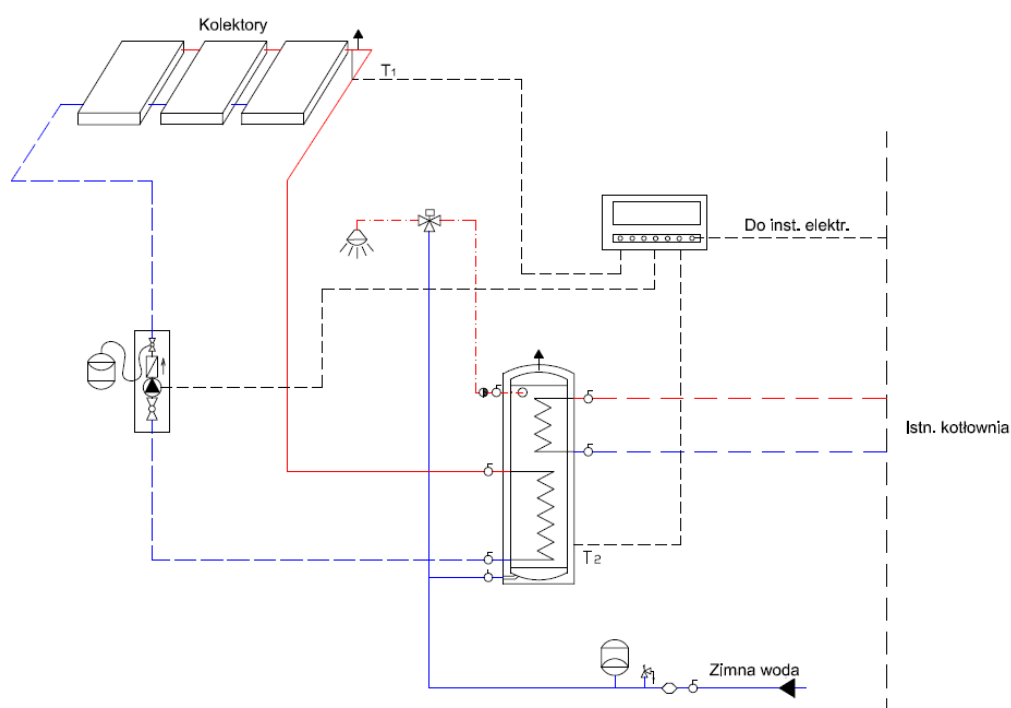 Kolektory
T1
Do inst. elektr.
Istn. kotłownia
T2
Zimna woda